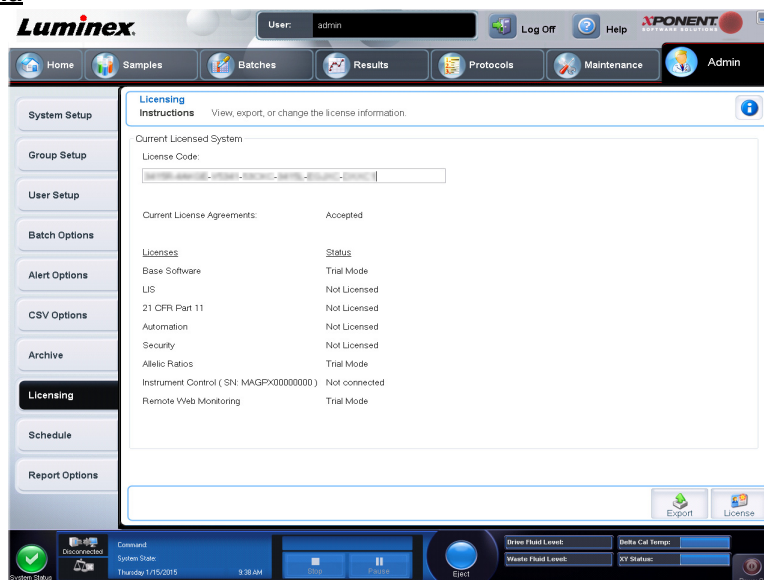 Luminex.
User: admin
Log Off
Help
XPONENT.
SOFTWARE SOLUTIONS
Home
Samples
Batches
Results
Protocols
Maintenance
Admin
System Setup
Group Setup
User Setup
Batch Options
Alert Options
CSV Options
Archive
Licensing
Schedule
Report Options
Licensing
Instructions View, export, or change the license information.
Current Licensed System
License Code:
Current License Agreements: Accepted
Licenses Status
Base Software Trial Mode
LIS Not Licensed
21 CFR Part 11 Not Licensed
Automation Not Licensed
Security Not Licensed
Allelic Ratios Trial Mode
Instrument Control ( SN: MAGPX00000000 ) Not connected
Remote Web Monitoring Trial Mode
Export
License
System Status
Disconnected
Command:
System State:
Thursday 1/15/2015 9:38 AM
Stop
Pause
Eject
Drive Fluid Level:
Waste Fluid Level:
Delta Cal Temp:
XY Status: